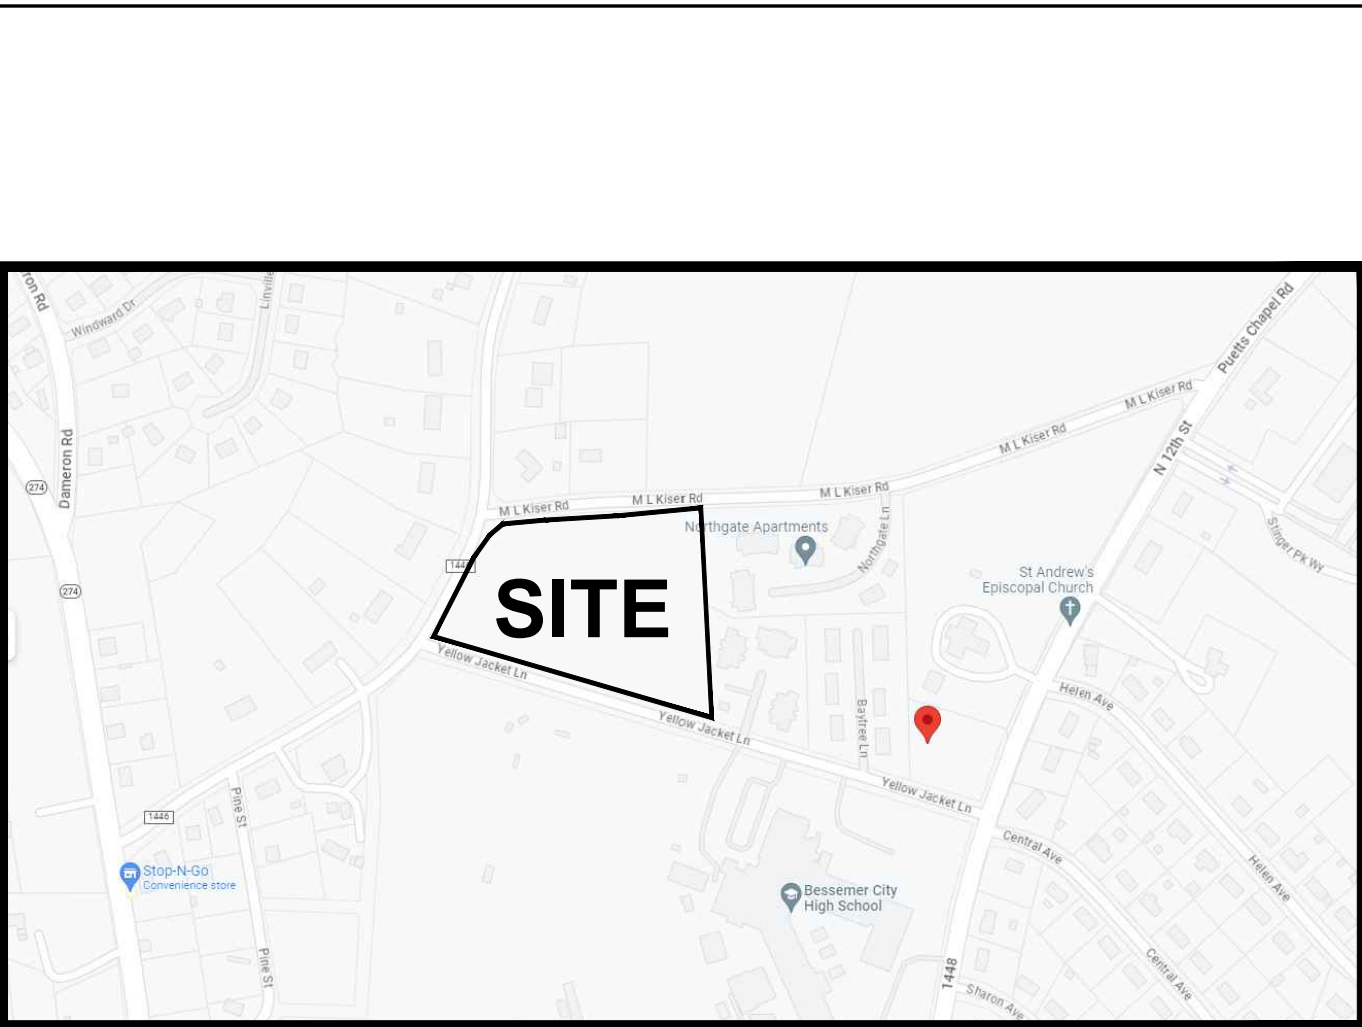 ron Rd
Windward Dr
Linville
Puetts Chapel Rd
M L Kiser Rd
M L Kiser Rd
N 12th St
Dameron Rd
274
M L Kiser Rd
M L Kiser Rd
M L Kiser Rd
Northgate Apartments
Northgate Ln
Stinger Pk Wy
144
St Andrew's
Episcopal Church
274
SITE
Yellow Jacket Ln
Helen Ave
Yellow Jacket Ln
Baytree Ln
Yellow Jacket Ln
Pine St
1446
Central Ave
Helen Ave
Stop-N-Go
Convenience store
Bessemer City
High School
Pine St
1448
Central Ave
Sharon Ave